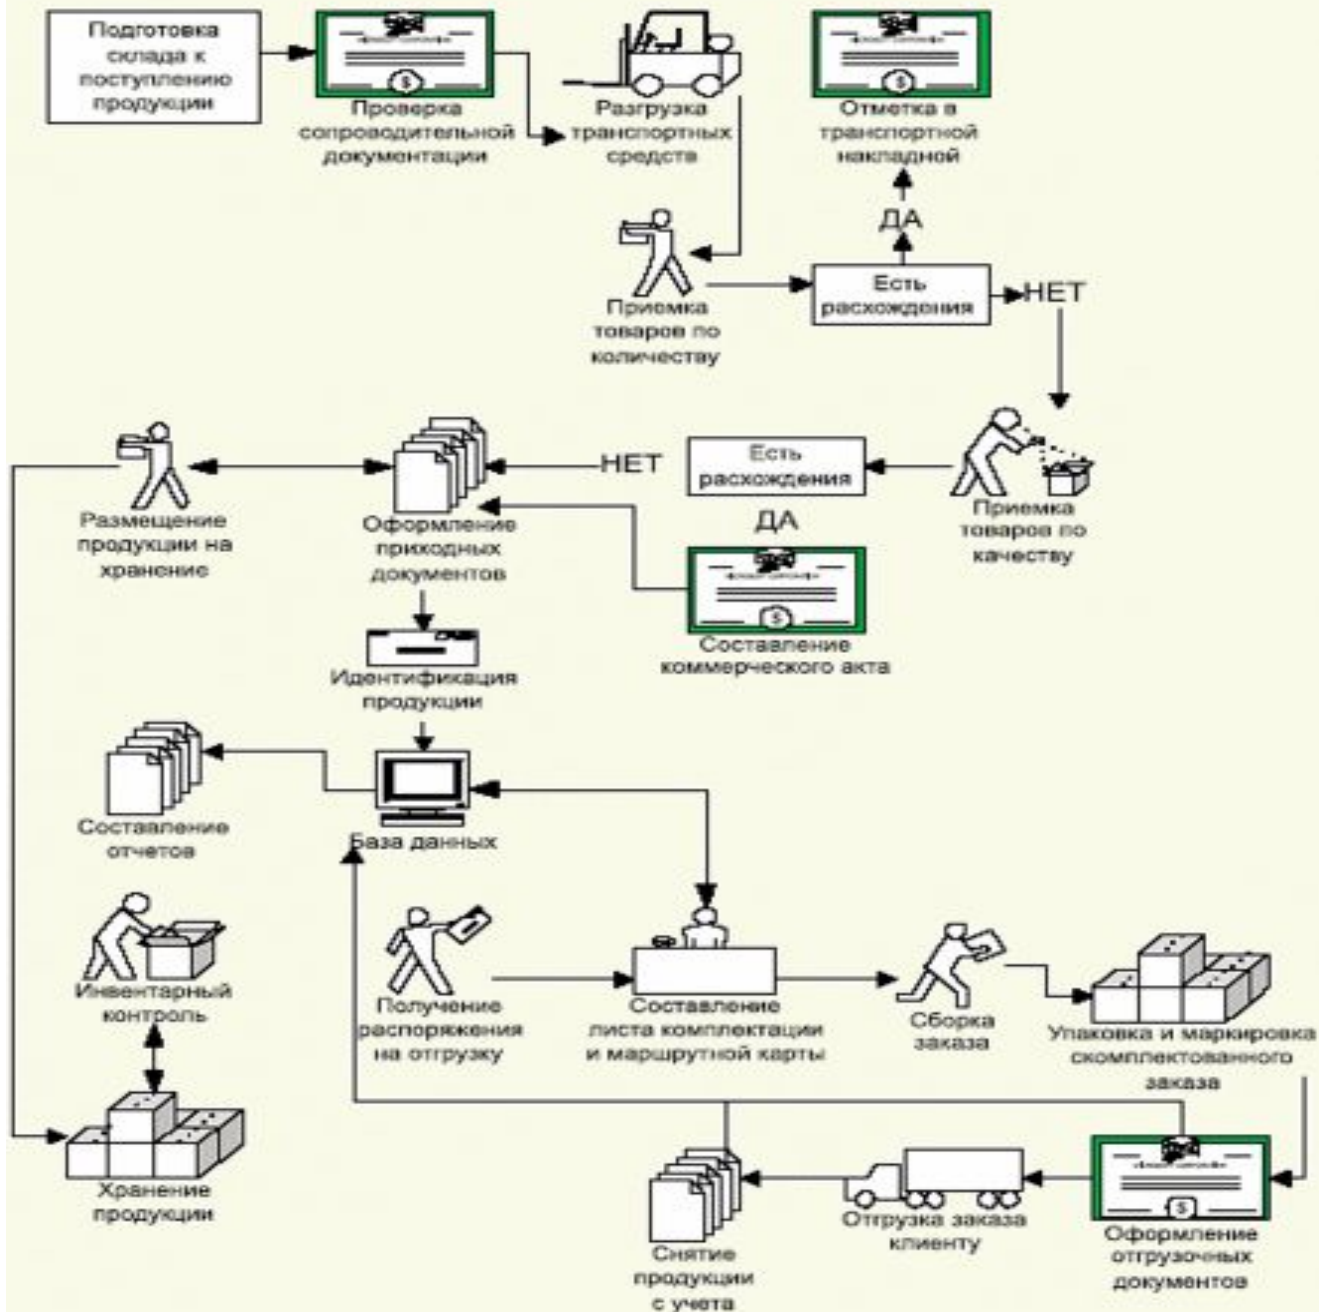 Подготовка
склада к
поступлению
продукции
Проверка
сопроводительной
документации
Разгрузка
транспортных
средств
Отметка в
транспортной
накладной
ДА
Приемка
товаров по
количеству
Есть
расхождения
НЕТ
Размещение
продукции на
хранение
Оформление
приходных
документов
НЕТ
Есть
расхождения
ДА
Приемка
товаров по
качеству
Составление
коммерческого акта
Идентификация
продукции
Составление
отчетов
База данных
Инвентарный
контроль
Получение
распоряжения
на отгрузку
Составление
листа комплектации
и маршрутной карты
Сборка
заказа
Упаковка и маркировка
скомплектованного
заказа
Хранение
продукции
Снятие
продукции
с учета
Отгрузка заказа
клиенту
Оформление
отгрузочных
документов